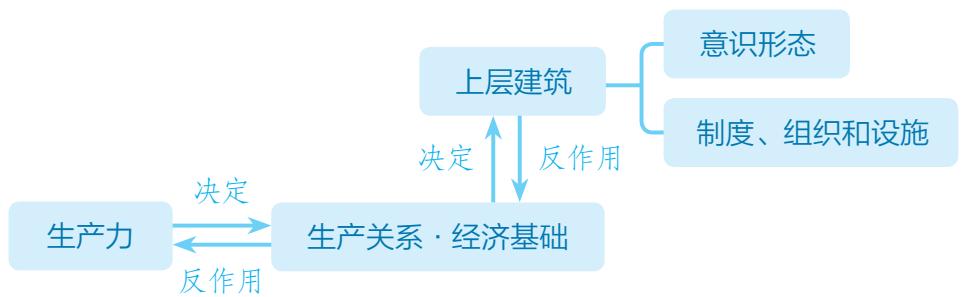 意识形态
上层建筑
制度、组织和设施
决定
反作用
决定
生产力
生产关系·经济基础
反作用